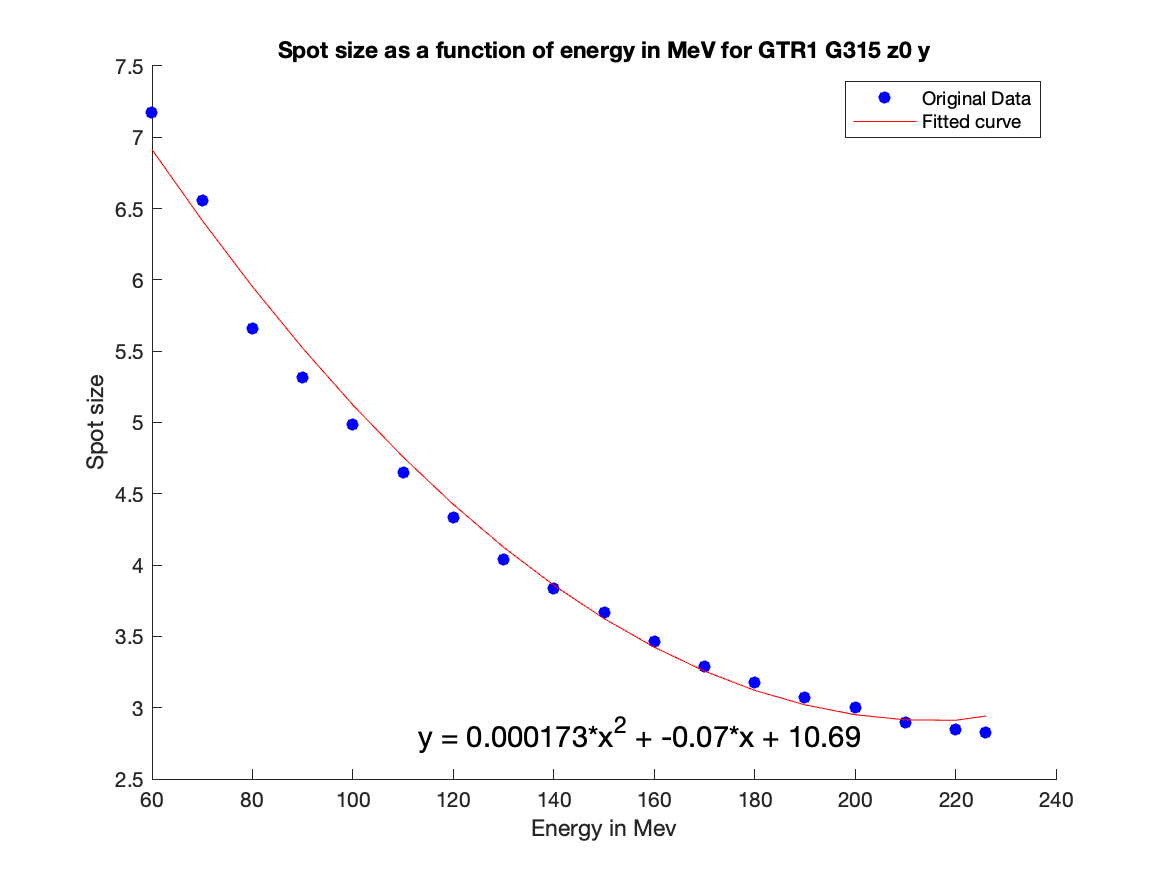 Spot size as a function of energy in MeV for GTR1 G315 z0 y
Original Data
Fitted curve
7.5
7
6.5
6
5.5
5
4.5
4
3.5
3
2.5
Spot size
y = 0.000173*x^2 + -0.07*x + 10.69
60 80 100 120 140 160 180 200 220 240
Energy in Mev